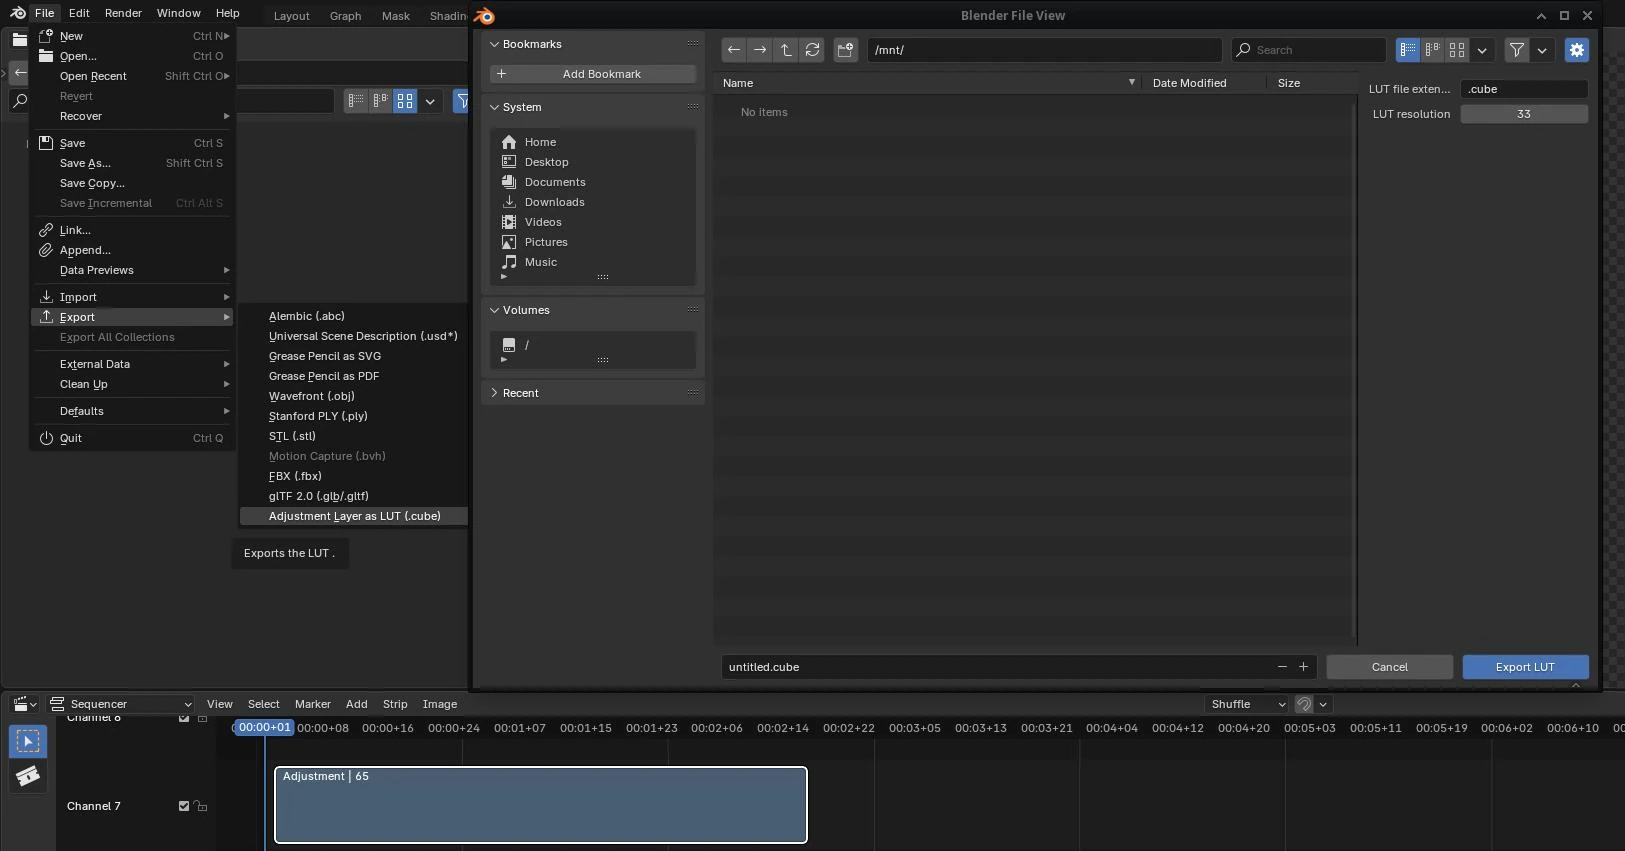 File Edit Render Window Help
Layout Graph Mask
Blender File View
New Ctrl N
Open... Ctrl O
Open Recent Shift Ctrl O
Revert
Recover
Save Ctrl S
Save As... Shift Ctrl S
Save Copy...
Save Incremental Ctrl Alt S
Link...
Append...
Data Previews
Import
Export
Export All Collections
External Data
Clean Up
Defaults
Quit Ctrl Q
Alembic (.abc)
Universal Scene Description (.usd*)
Grease Pencil as SVG
Grease Pencil as PDF
Wavefront (.obj)
Stanford PLY (.ply)
STL (.stl)
Motion Capture (.bvh)
FBX (.fbx)
glTF 2.0 (.glb/.gltf)
Adjustment Layer as LUT (.cube)
Exports the LUT .
Bookmarks
Add Bookmark
System
Home
Desktop
Documents
Downloads
Videos
Pictures
Music
Volumes
/
Recent
/mnt/
Search
Name Date Modified Size
No items
LUT file exten... .cube
LUT resolution 33
untitled.cube
Cancel Export LUT
Sequencer View Select Marker Add Strip Image Shuffle
00:00+01 00:00+08 00:00+16 00:00+24 00:01+07 00:01+15 00:01+23 00:02+06 00:02+14 00:02+22 00:03+05 00:03+13 00:03+21 00:04+04 00:04+12 00:04+20 00:05+03 00:05+11 00:05+19 00:06+02 00:06+10
Channel 8
Adjustment | 65
Channel 7